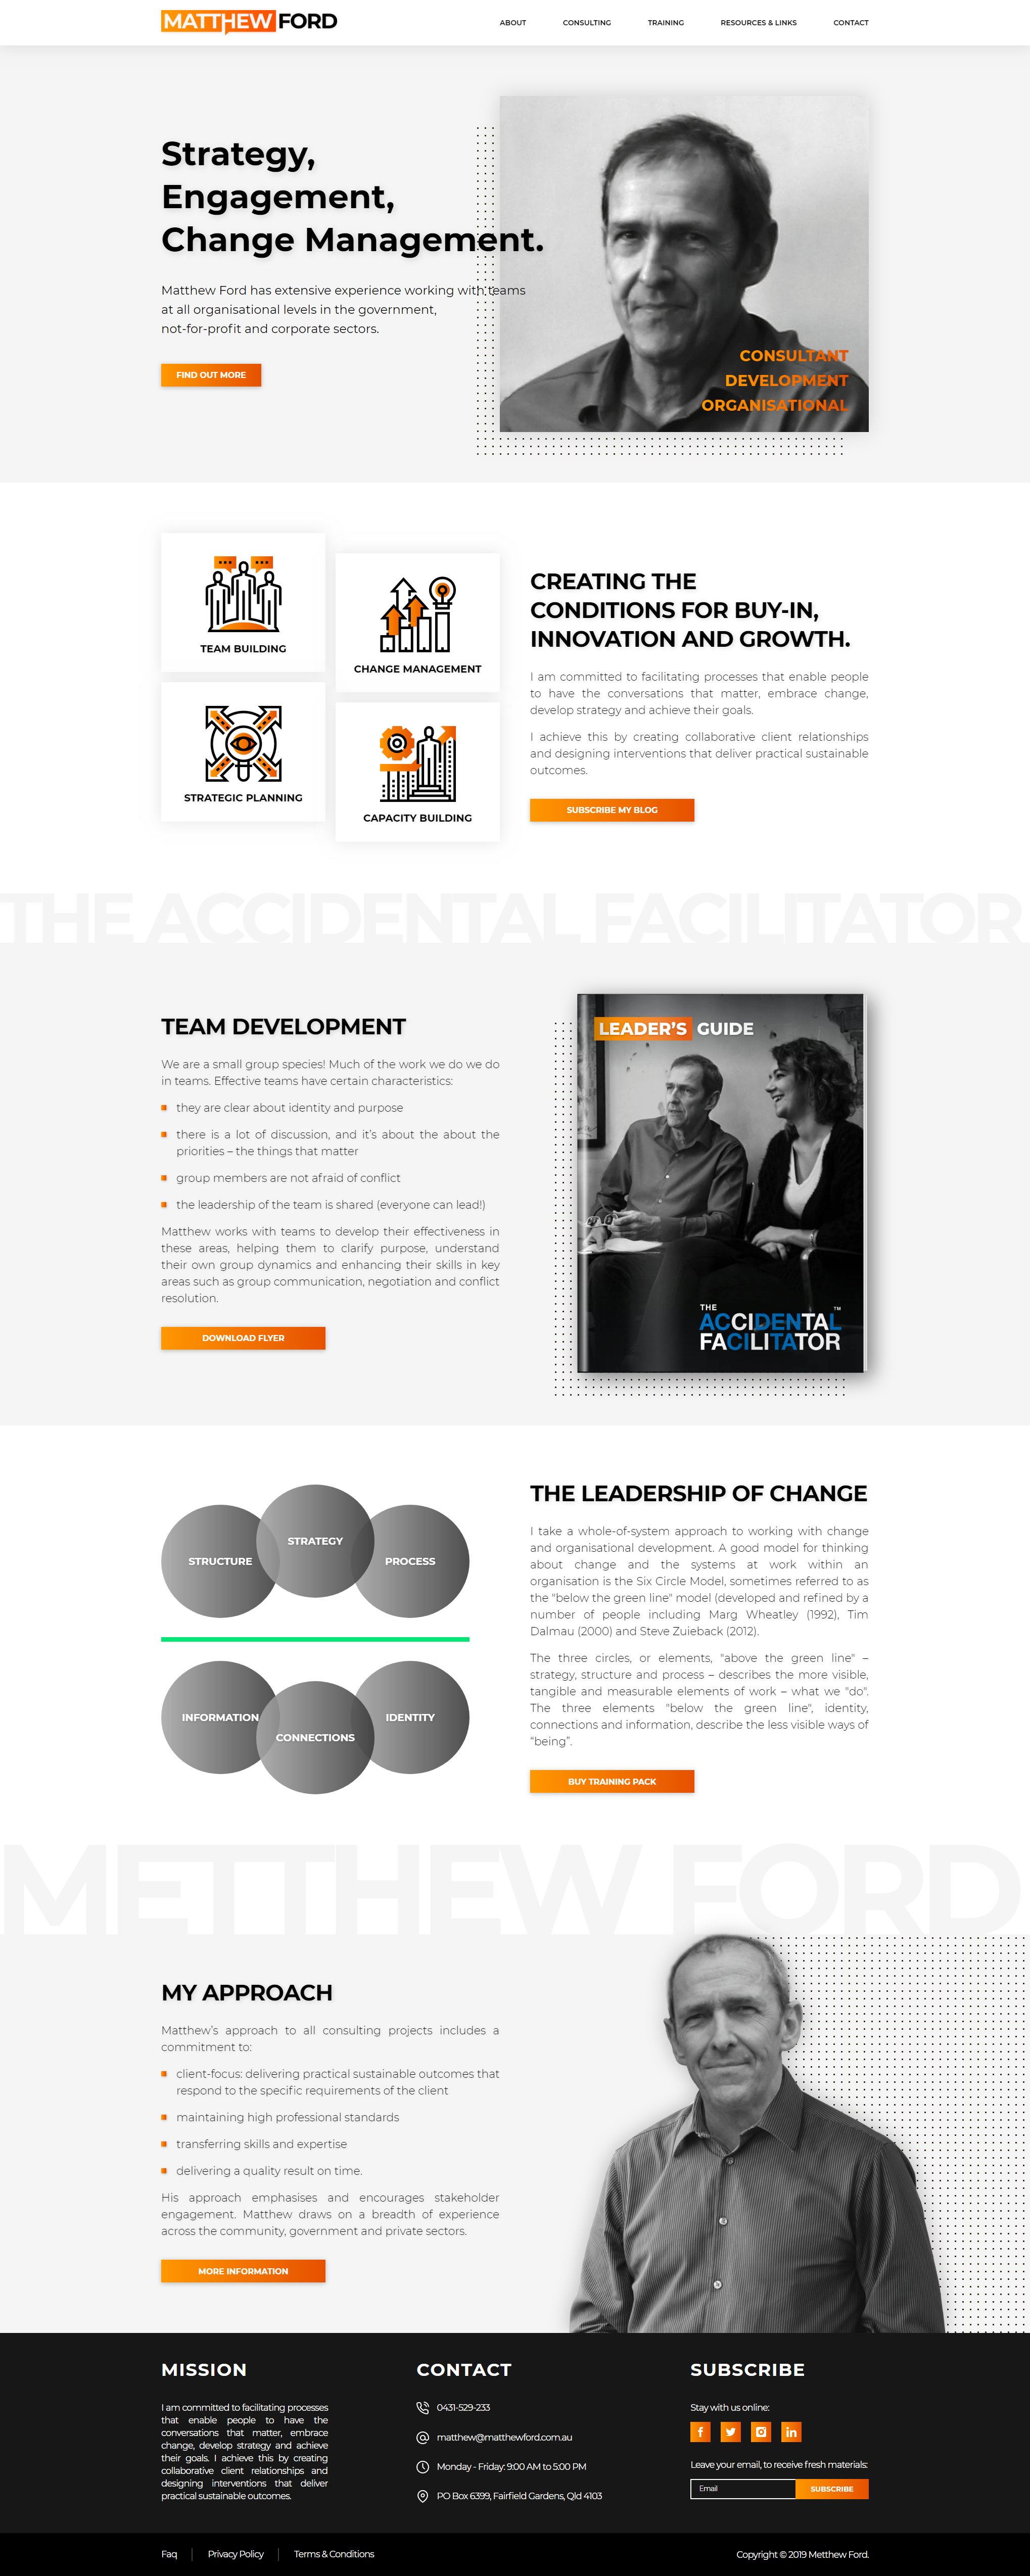 MATTHEW FORD
ABOUT
CONSULTING
TRAINING
RESOURCES & LINKS
CONTACT
Strategy,
Engagement,
Change Management.
Matthew Ford has extensive experience working with teams
at all organisational levels in the government,
not-for-profit and corporate sectors.
FIND OUT MORE
CONSULTANT
DEVELOPMENT
ORGANISATIONAL
TEAM BUILDING
CHANGE MANAGEMENT
STRATEGIC PLANNING
CAPACITY BUILDING
CREATING THE
CONDITIONS FOR BUY-IN,
INNOVATION AND GROWTH.
I am committed to facilitating processes that enable people
to have the conversations that matter, embrace change,
develop strategy and achieve their goals.
I achieve this by creating collaborative client relationships
and designing interventions that deliver practical sustainable
outcomes.
SUBSCRIBE MY BLOG
THE ACCIDENTAL FACILITATOR
TEAM DEVELOPMENT
We are a small group species! Much of the work we do we do
in teams. Effective teams have certain characteristics:
they are clear about identity and purpose
there is a lot of discussion, and it's about the about the
priorities – the things that matter
group members are not afraid of conflict
the leadership of the team is shared (everyone can lead!)
Matthew works with teams to develop their effectiveness in
these areas, helping them to clarify purpose, understand
their own group dynamics and enhancing their skills in key
areas such as group communication, negotiation and conflict
resolution.
DOWNLOAD FLYER
LEADER'S GUIDE
THE
ACCIDENTAL™
FACILITATOR
STRUCTURE
STRATEGY
PROCESS
INFORMATION
CONNECTIONS
IDENTITY
THE LEADERSHIP OF CHANGE
I take a whole-of-system approach to working with change
and organisational development. A good model for thinking
about change and the systems at work within an
organisation is the Six Circle Model, sometimes referred to as
the "below the green line" model (developed and refined by a
number of people including Marg Wheatley (1992), Tim
Dalmau (2000) and Steve Zuieback (2012).
The three circles, or elements, "above the green line" –
strategy, structure and process – describes the more visible,
tangible and measurable elements of work – what we "do".
The three elements "below the green line", identity,
connections and information, describe the less visible ways of
“being”.
BUY TRAINING PACK
METTHEW FORD
MY APPROACH
Matthew's approach to all consulting projects includes a
commitment to:
client-focus: delivering practical sustainable outcomes that
respond to the specific requirements of the client
maintaining high professional standards
transferring skills and expertise
delivering a quality result on time.
His approach emphasises and encourages stakeholder
engagement. Matthew draws on a breadth of experience
across the community, government and private sectors.
MORE INFORMATION
MISSION
I am committed to facilitating processes
that enable people to have the
conversations that matter, embrace
change, develop strategy and achieve
their goals. I achieve this by creating
collaborative client relationships and
designing interventions that deliver
practical sustainable outcomes.
CONTACT
0431-529-233
matthew@matthewford.com.au
Monday - Friday: 9:00 AM to 5:00 PM
PO Box 6399, Fairfield Gardens, Qld 4103
SUBSCRIBE
Stay with us online:
Leave your email, to receive fresh materials:
Email
SUBSCRIBE
Faq
Privacy Policy
Terms & Conditions
Copyright © 2019 Metthew Ford.